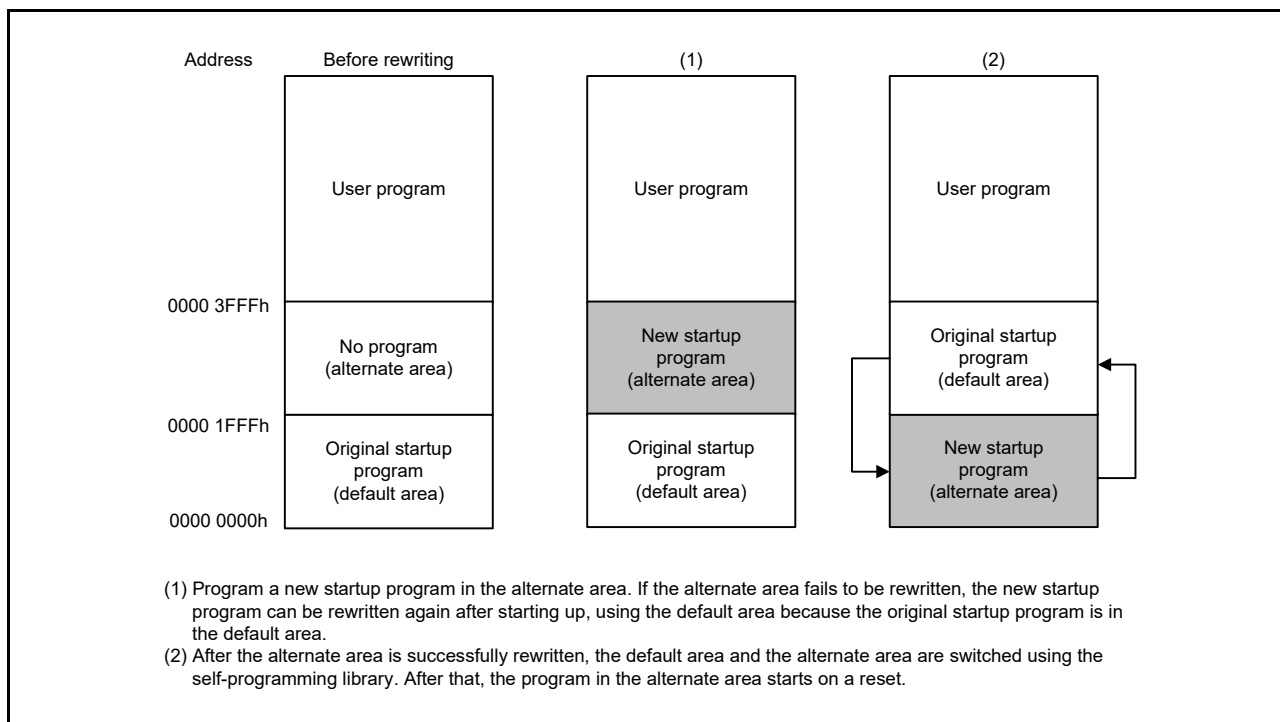 Address
Before rewriting
(1)
(2)
User program
User program
User program
0000 3FFFh
No program
(alternate area)
New startup
program
(alternate area)
Original startup
program
(default area)
0000 1FFFh
Original startup
program
(default area)
Original startup
program
(default area)
New startup
program
(alternate area)
0000 0000h
(1) Program a new startup program in the alternate area. If the alternate area fails to be rewritten, the new startup
program can be rewritten again after starting up, using the default area because the original startup program is in
the default area.
(2) After the alternate area is successfully rewritten, the default area and the alternate area are switched using the
self-programming library. After that, the program in the alternate area starts on a reset.